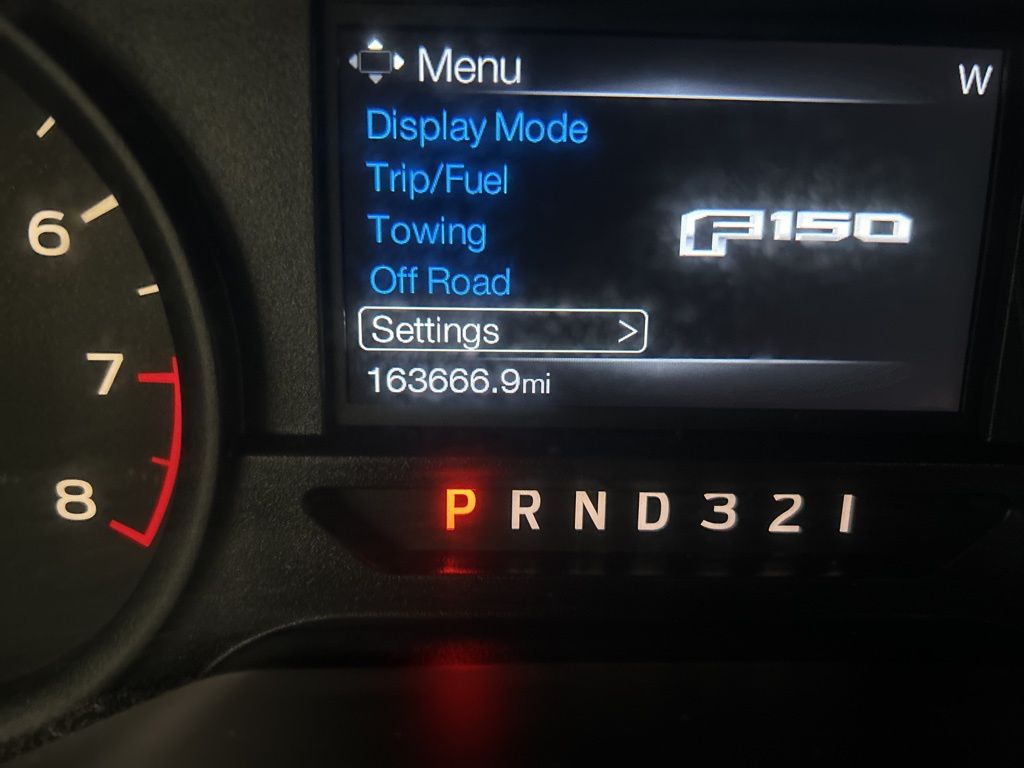 Menu
W
Display Mode
Trip/Fuel
Towing
F150
Off Road
Settings >
163666.9mi
6
7
8
P R N D 3 2 1